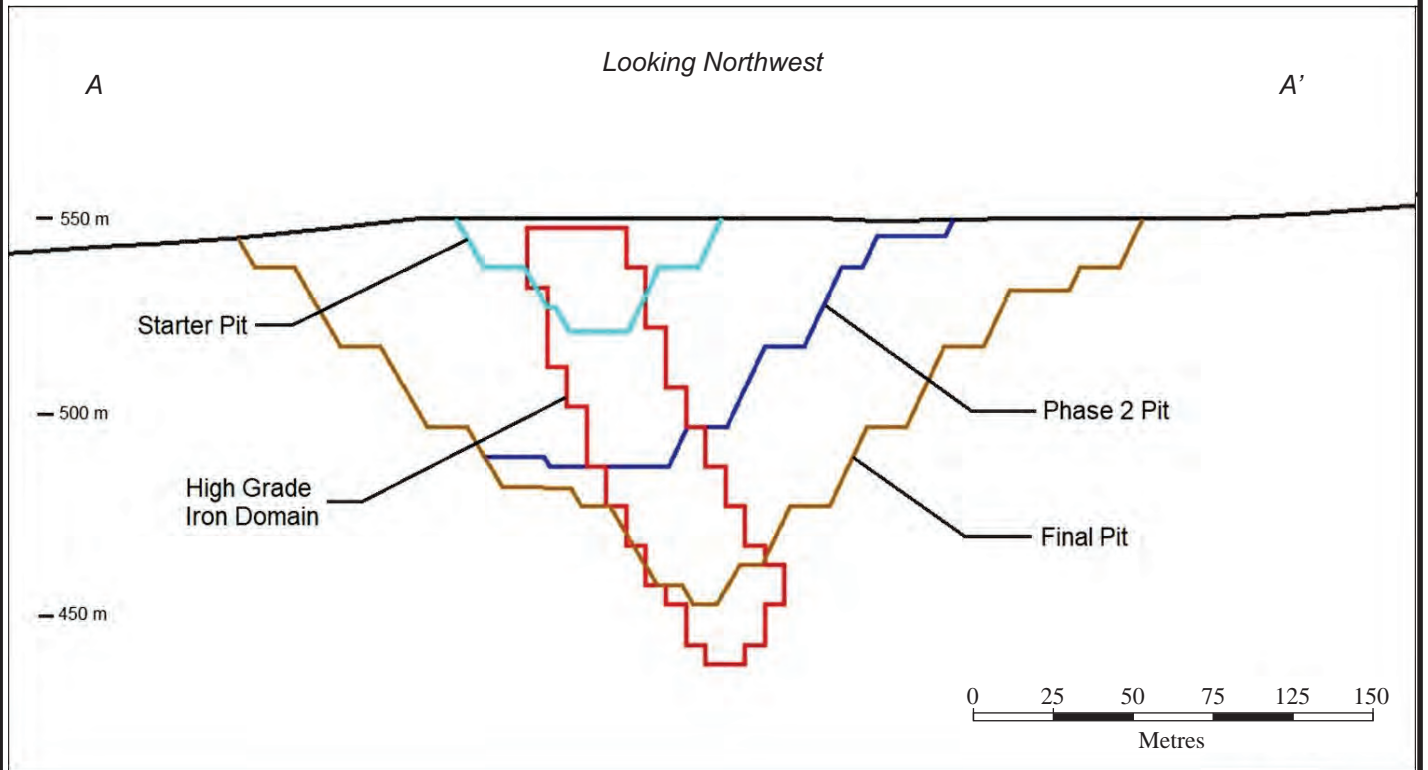 Looking Northwest
A
A'
550 m
Starter Pit
500 m
Phase 2 Pit
High Grade
Iron Domain
Final Pit
450 m
0 25 50 75 125 150
Metres